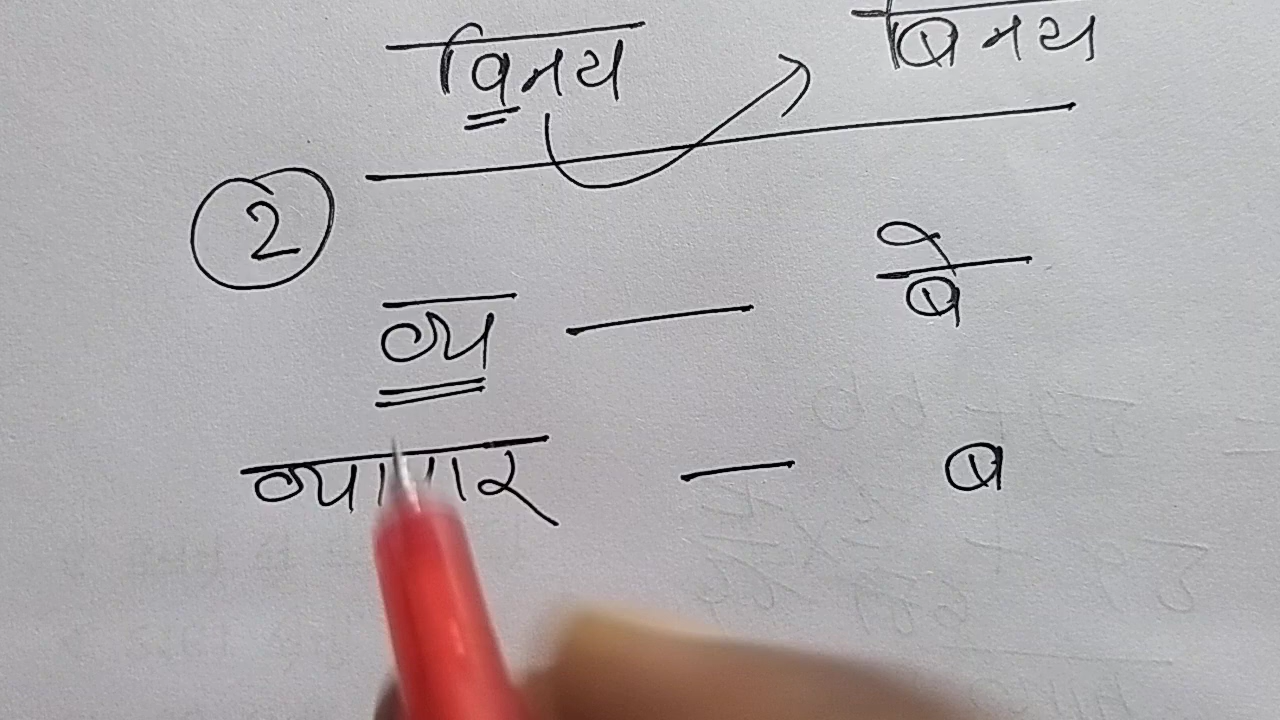 विनय बिनय
2
व्य — बे
— ब